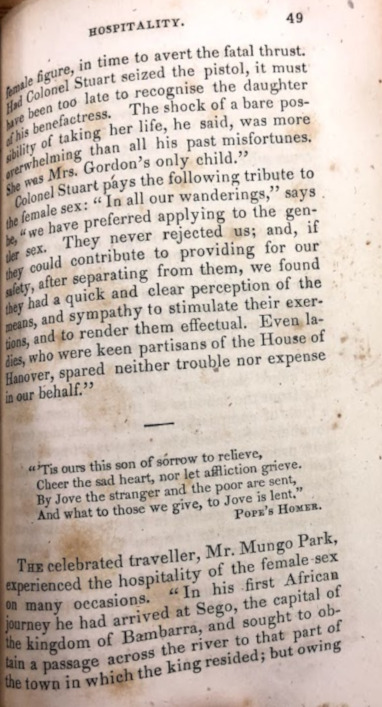 HOSPITALITY. 49
female figure, in time to avert the fatal thrust.
Had Colonel Stuart seized the pistol, it must
have been too late to recognise the daughter
of his benefactress. The shock of a bare pos-
sibility of taking her life, he said, was more
overwhelming than all his past misfortunes.
She was Mrs. Gordon's only child."
Colonel Stuart pays the following tribute to
the female sex: "In all our wanderings," says
he, "we have preferred applying to the gen-
tler sex. They never rejected us; and, if
they could contribute to providing for our
safety, after separating from them, we found
they had a quick and clear perception of the
means, and sympathy to stimulate their exer-
tions, and to render them effectual. Even la-
dies, who were keen partisans of the House of
Hanover, spared neither trouble nor expense
in our behalf."
"'Tis ours this son of sorrow to relieve,
Cheer the sad heart, nor let affliction grieve.
By Jove the stranger and the poor are sent,
And what to those we give, to Jove is lent."
POPE'S HOMER.
THE celebrated traveller, Mr. Mungo Park,
experienced the hospitality of the female sex
on many occasions. "In his first African
journey he had arrived at Sego, the capital of
the kingdom of Bambarra, and sought to ob-
tain a passage across the river to that part of
the town in which the king resided; but owing